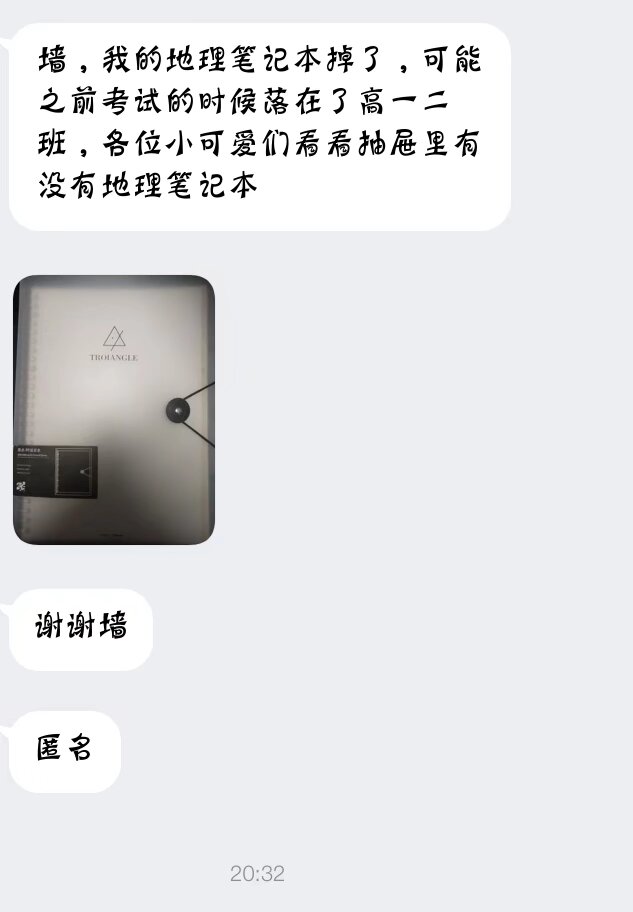 墙，我的地理笔记本掉了，可能
之前考试的时候落在了高一二
班，各位小可爱们看看抽屉里有
没有地理笔记本
TROIANGLE
谢谢墙
匿名
20:32